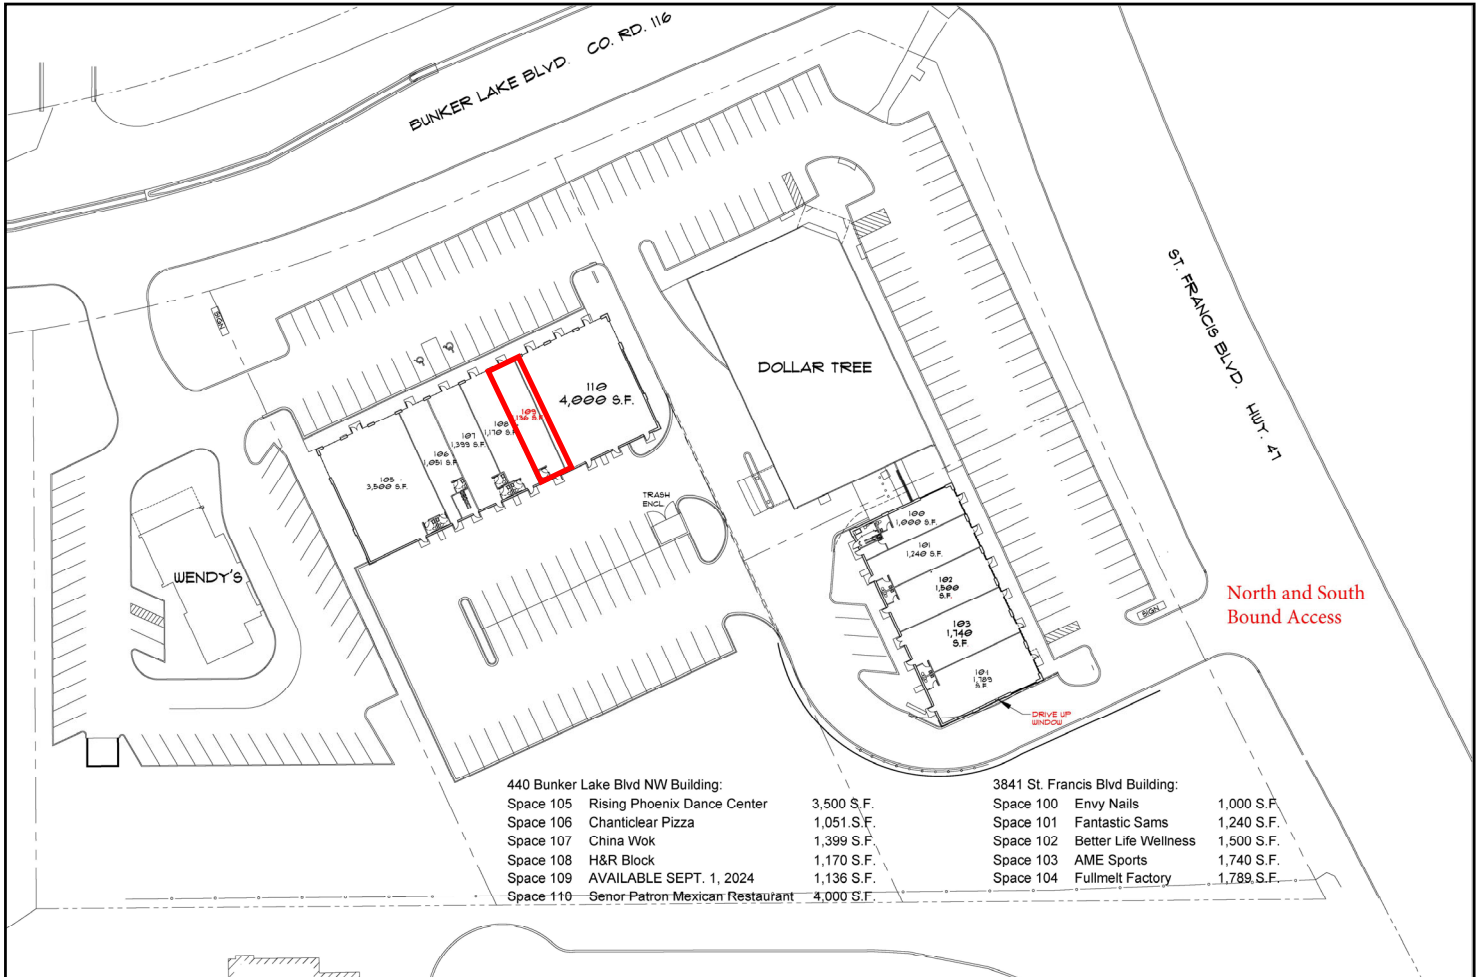 BUNKER LAKE BLVD. CO. RD. 116
ST. FRANCIS BLVD. HWY. 47
SIGN
DOLLAR TREE
110
4,000 S.F.
109
1,136 S.F.
108
1,170 S.F.
107
1,399 S.F.
106
1,051 S.F.
105
3,500 S.F.
TRASH
ENCL
WENDY'S
100
1,000 S.F.
101
1,240 S.F.
102
1,500
S.F.
103
1,740
S.F.
104
1,789
S.F.
SIGN
North and South
Bound Access
DRIVE UP
WINDOW
440 Bunker Lake Blvd NW Building:
Space 105 Rising Phoenix Dance Center 3,500 S.F.
Space 106 Chanticlear Pizza 1,051 S.F.
Space 107 China Wok 1,399 S.F.
Space 108 H&R Block 1,170 S.F.
Space 109 AVAILABLE SEPT. 1, 2024 1,136 S.F.
Space 110 Senor Patron Mexican Restaurant 4,000 S.F.
3841 St. Francis Blvd Building:
Space 100 Envy Nails 1,000 S.F.
Space 101 Fantastic Sams 1,240 S.F.
Space 102 Better Life Wellness 1,500 S.F.
Space 103 AME Sports 1,740 S.F.
Space 104 Fullmelt Factory 1,789 S.F.